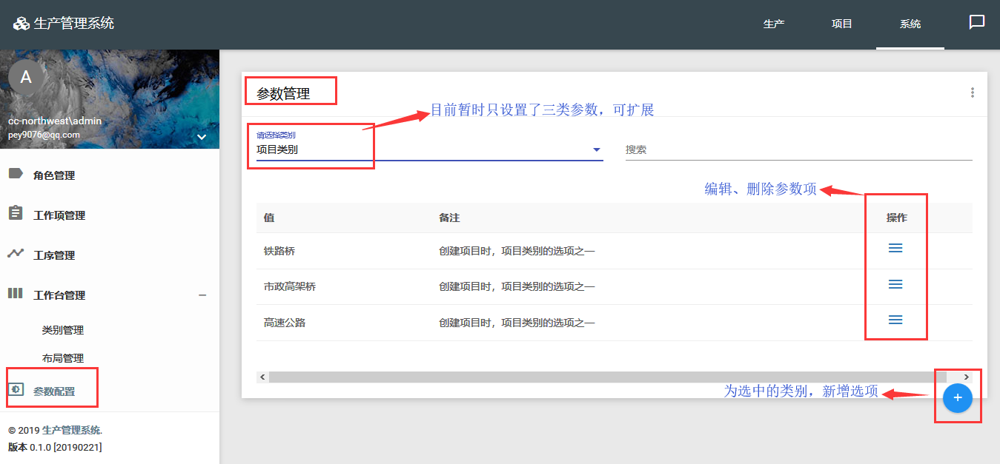 生产管理系统
生产
项目
系统
A
cc-northwest\admin
pey9076@qq.com
角色管理
工作项管理
工序管理
工作台管理
类别管理
布局管理
参数配置
© 2019 生产管理系统.
版本 0.1.0 [20190221]
参数管理
目前暂时只设置了三类参数，可扩展
请选择类别
项目类别
搜索
编辑、删除参数项
值 备注 操作
铁路桥 创建项目时，项目类别的选项之一
市政高架桥 创建项目时，项目类别的选项之一
高速公路 创建项目时，项目类别的选项之一
为选中的类别，新增选项
+